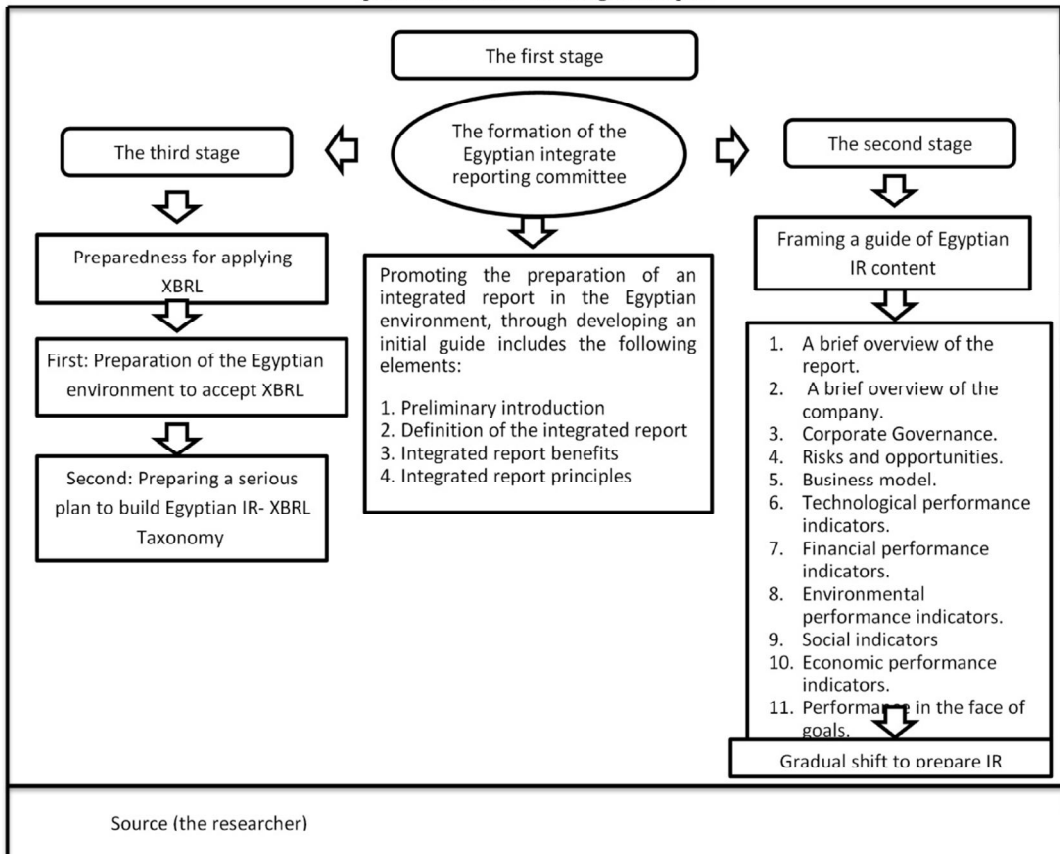 The first stage
The formation of the
Egyptian integrate
reporting committee
Promoting the preparation of an
integrated report in the Egyptian
environment, through developing an
initial guide includes the following
elements:
1. Preliminary introduction
2. Definition of the integrated report
3. Integrated report benefits
4. Integrated report principles
The second stage
Framing a guide of Egyptian
IR content
1. A brief overview of the
report.
2. A brief overview of the
company.
3. Corporate Governance.
4. Risks and opportunities.
5. Business model.
6. Technological performance
indicators.
7. Financial performance
indicators.
8. Environmental
performance indicators.
9. Social indicators
10. Economic performance
indicators.
11. Performance in the face of
goals.
Gradual shift to prepare IR
The third stage
Preparedness for applying
XBRL
First: Preparation of the Egyptian
environment to accept XBRL
Second: Preparing a serious
plan to build Egyptian IR- XBRL
Taxonomy
Source (the researcher)